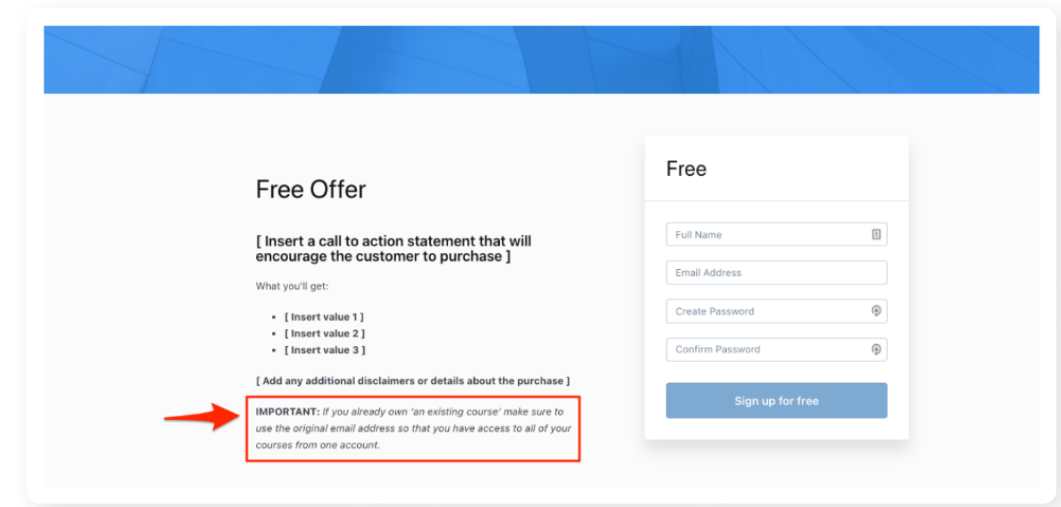 Free Offer
[ Insert a call to action statement that will
encourage the customer to purchase ]
What you'll get:
• [ Insert value 1 ]
• [ Insert value 2 ]
• [ Insert value 3 ]
[ Add any additional disclaimers or details about the purchase ]
IMPORTANT: If you already own 'an existing course' make sure to
use the original email address so that you have access to all of your
courses from one account.
Free
Full Name
Email Address
Create Password
Confirm Password
Sign up for free